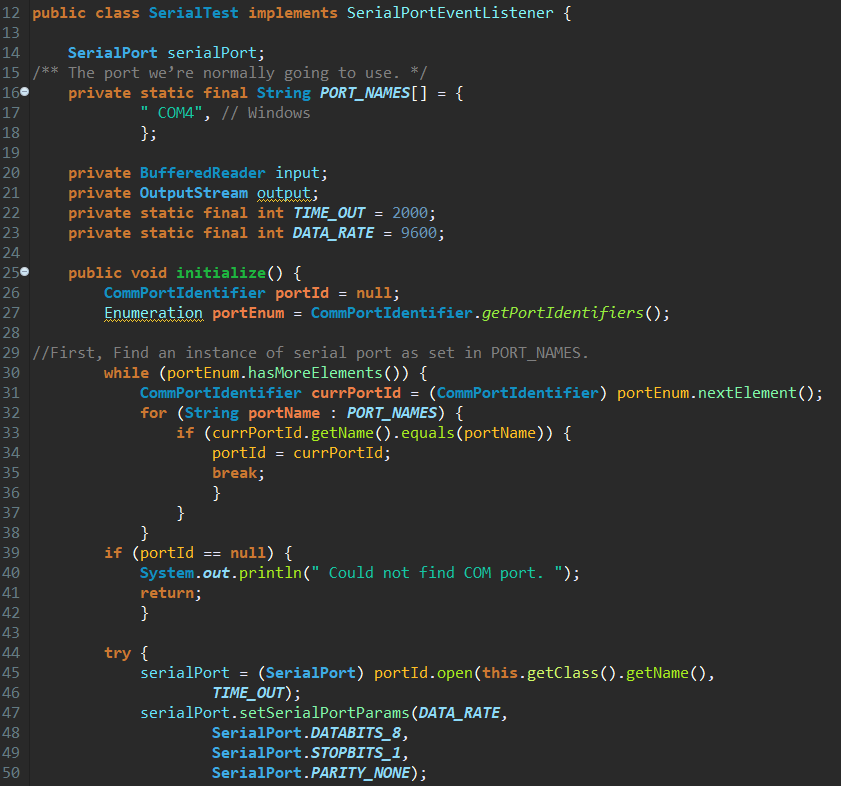 12 public class SerialTest implements SerialPortEventListener {
13
14     SerialPort serialPort;
15 /** The port we’re normally going to use. */
16     private static final String PORT_NAMES[] = {
17             " COM4", // Windows
18             };
19
20     private BufferedReader input;
21     private OutputStream output;
22     private static final int TIME_OUT = 2000;
23     private static final int DATA_RATE = 9600;
24
25     public void initialize() {
26         CommPortIdentifier portId = null;
27         Enumeration portEnum = CommPortIdentifier.getPortIdentifiers();
28
29 //First, Find an instance of serial port as set in PORT_NAMES.
30         while (portEnum.hasMoreElements()) {
31             CommPortIdentifier currPortId = (CommPortIdentifier) portEnum.nextElement();
32             for (String portName : PORT_NAMES) {
33                 if (currPortId.getName().equals(portName)) {
34                     portId = currPortId;
35                     break;
36                     }
37                 }
38             }
39         if (portId == null) {
40             System.out.println(" Could not find COM port. ");
41             return;
42             }
43
44         try {
45             serialPort = (SerialPort) portId.open(this.getClass().getName(),
46                     TIME_OUT);
47             serialPort.setSerialPortParams(DATA_RATE,
48                     SerialPort.DATABITS_8,
49                     SerialPort.STOPBITS_1,
50                     SerialPort.PARITY_NONE);